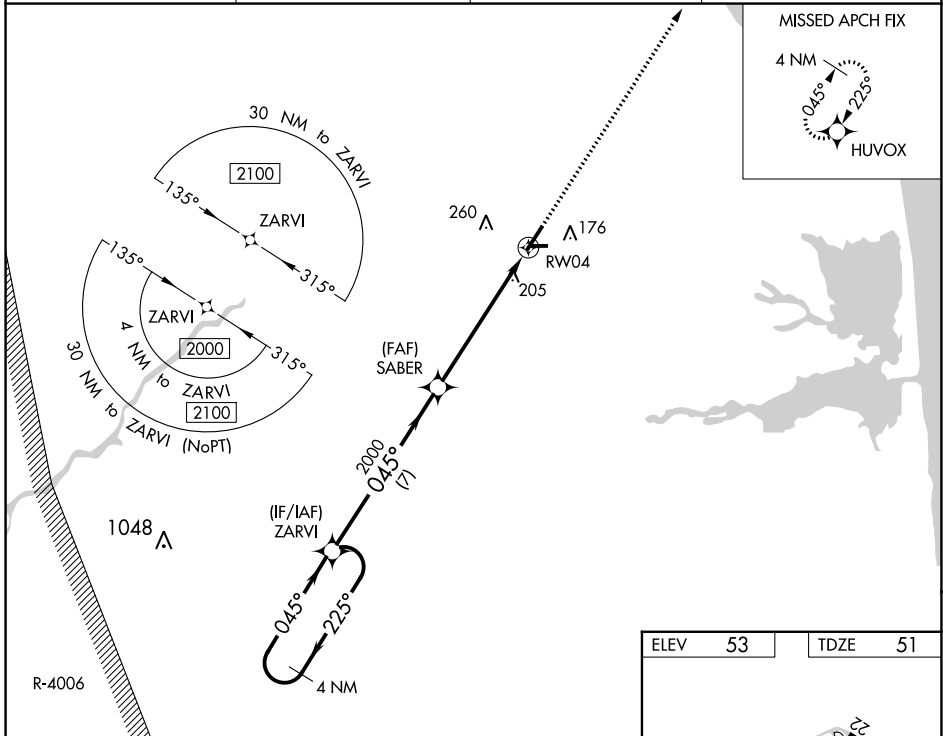 MISSED APCH FIX
4 NM
045°
225°
HUVOX
30 NM to ZARVI
2100
135°
ZARVI
315°
135°
ZARVI
315°
4 NM to ZARVI
2000
30 NM to ZARVI (NoPT)
2100
260
176
RW04
205
(FAF)
SABER
2000
045°
(7)
(IF/IAF)
ZARVI
1048
045°
225°
4 NM
R-4006
ELEV 53
TDZE 51
22